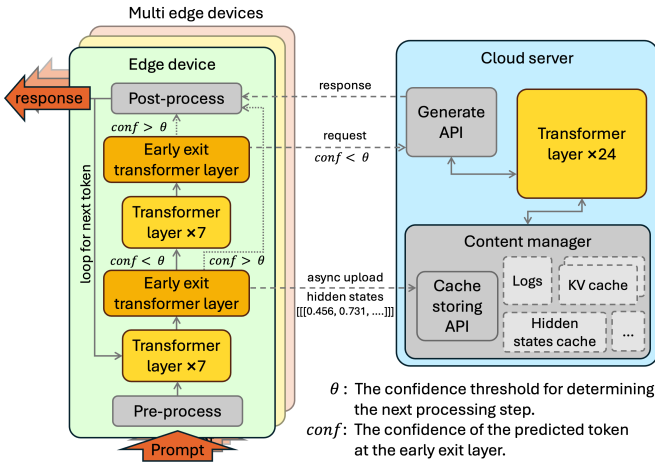 Multi edge devices
Edge device
response
Post-process
conf > θ
Early exit
transformer layer
Transformer
layer ×7
conf < θ
conf > θ
Early exit
transformer layer
Transformer
layer ×7
Pre-process
Prompt
loop for next token
response
request
conf < θ
async upload
hidden states
[[[0.456, 0.731, ....]]]
Cloud server
Generate
API
Transformer
layer ×24
Content manager
Cache
storing
API
Logs
KV cache
Hidden
states cache
...
θ : The confidence threshold for determining
the next processing step.
conf: The confidence of the predicted token
at the early exit layer.